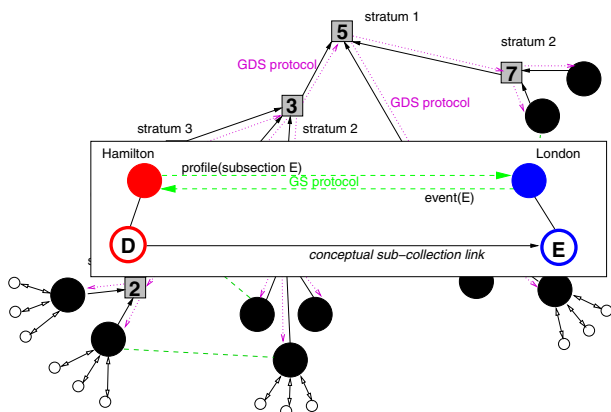 stratum 1
5
stratum 2
GDS protocol
7
3
GDS protocol
stratum 3
stratum 2
Hamilton
London
profile(subsection E)
GS protocol
event(E)
D
E
conceptual sub−collection link
s
2